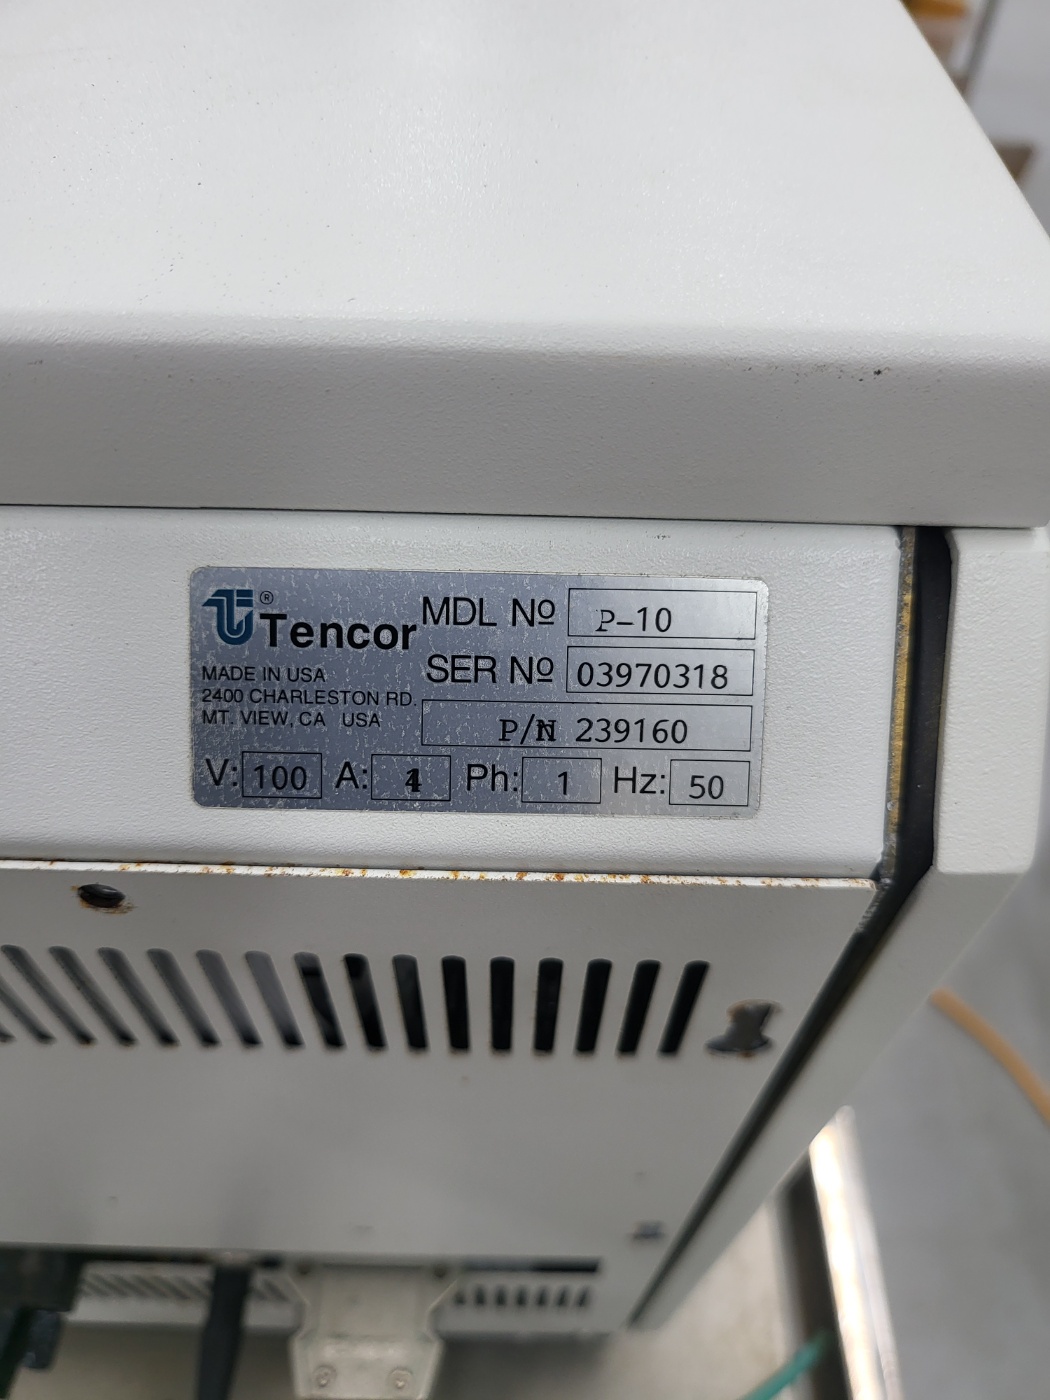 ® Tencor
MADE IN USA
2400 CHARLESTON RD.
MT. VIEW, CA USA
MDL Nº P-10
SER Nº 03970318
P/N 239160
V: 100 A: 4 Ph: 1 Hz: 50